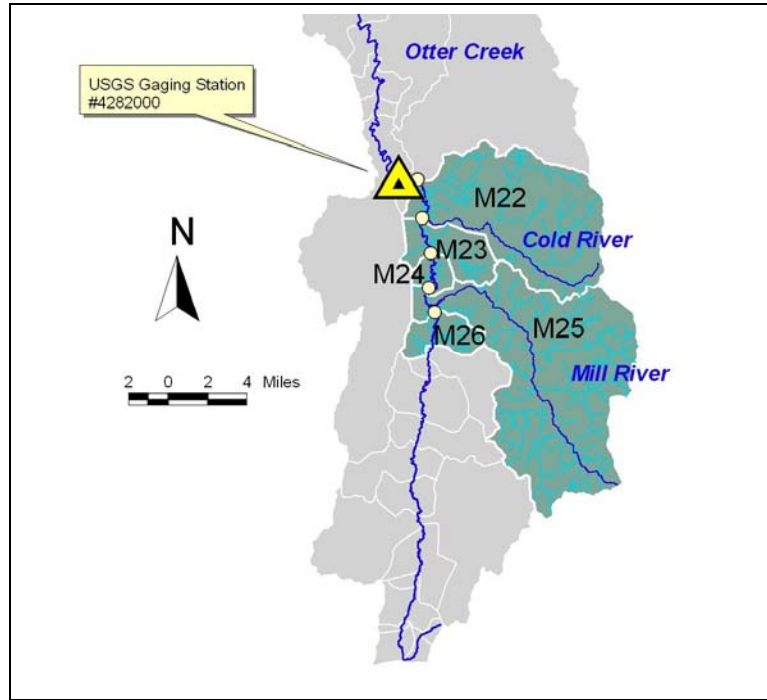 Otter Creek
USGS Gaging Station
#4282000
M22
N
Cold River
M23
M24
M25
M26
Mill River
2 0 2 4 Miles